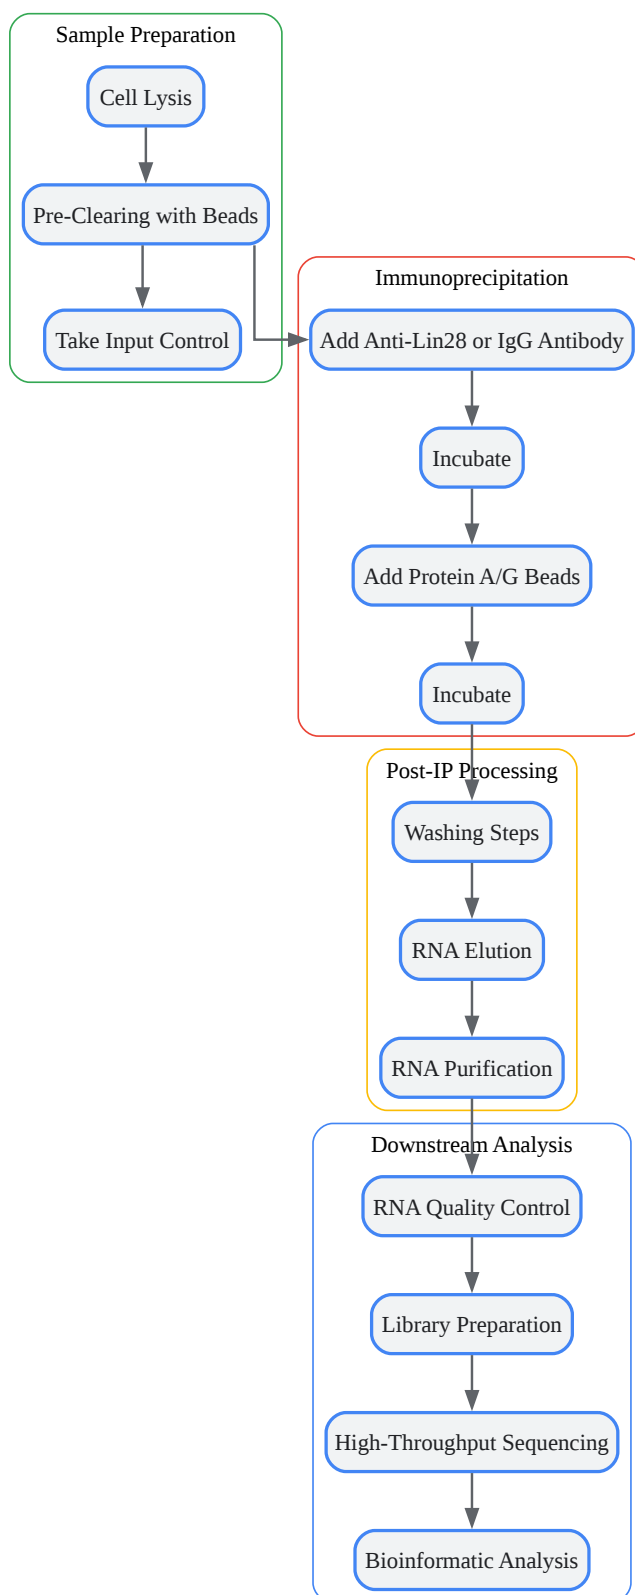 Sample Preparation
Cell Lysis
Pre-Clearing with Beads
Take Input Control
Immunoprecipitation
Add Anti-Lin28 or IgG Antibody
Incubate
Add Protein A/G Beads
Incubate
Post-IP Processing
Washing Steps
RNA Elution
RNA Purification
Downstream Analysis
RNA Quality Control
Library Preparation
High-Throughput Sequencing
Bioinformatic Analysis